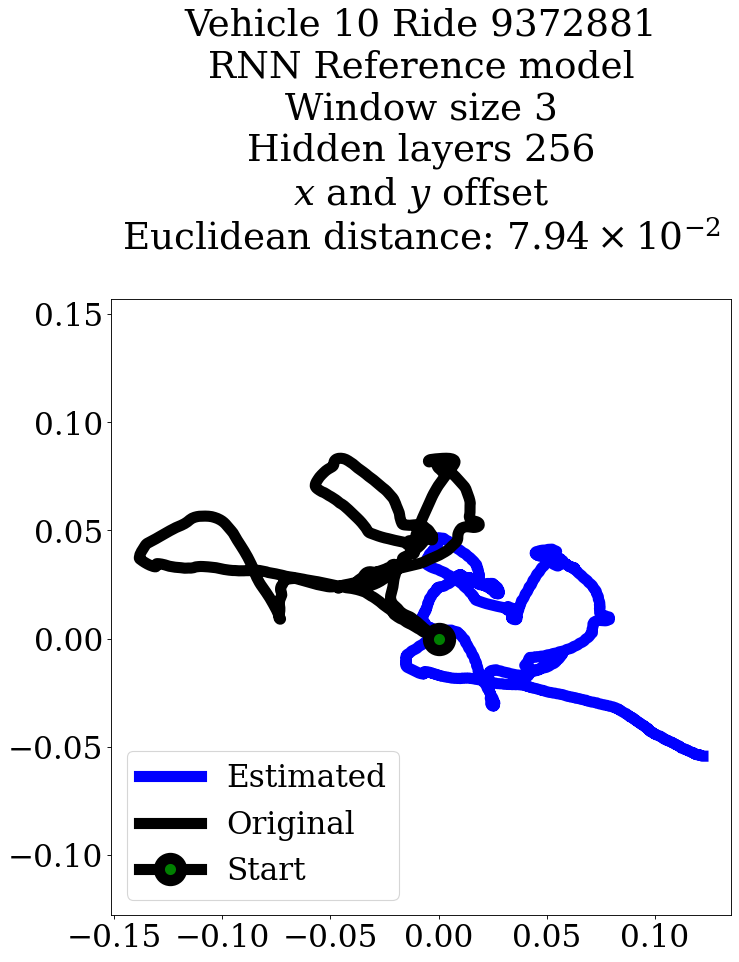 Vehicle 10 Ride 9372881
RNN Reference model
Window size 3
Hidden layers 256
x and y offset
Euclidean distance: 7.94 × 10⁻²
0.15
0.10
0.05
0.00
−0.05
−0.10
Estimated
Original
Start
−0.15 −0.10 −0.05 0.00 0.05 0.10